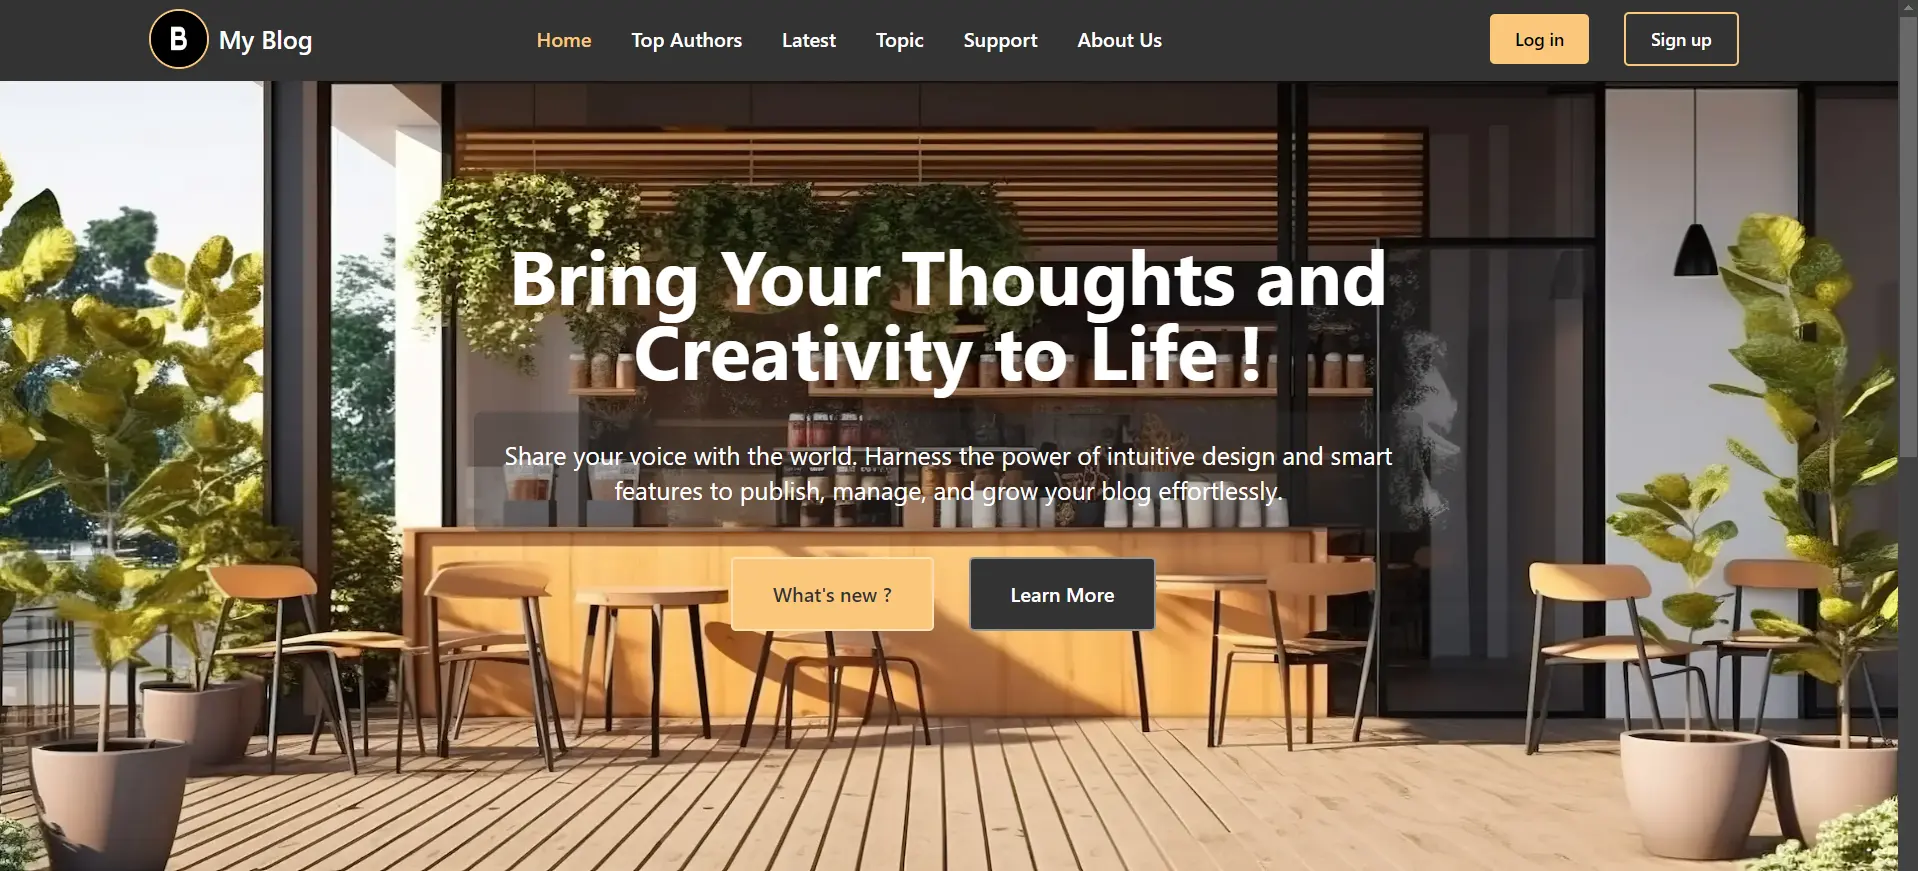 B My Blog Home Top Authors Latest Topic Support About Us Log in Sign up
Bring Your Thoughts and
Creativity to Life !
Share your voice with the world. Harness the power of intuitive design and smart
features to publish, manage, and grow your blog effortlessly.
What's new ? Learn More